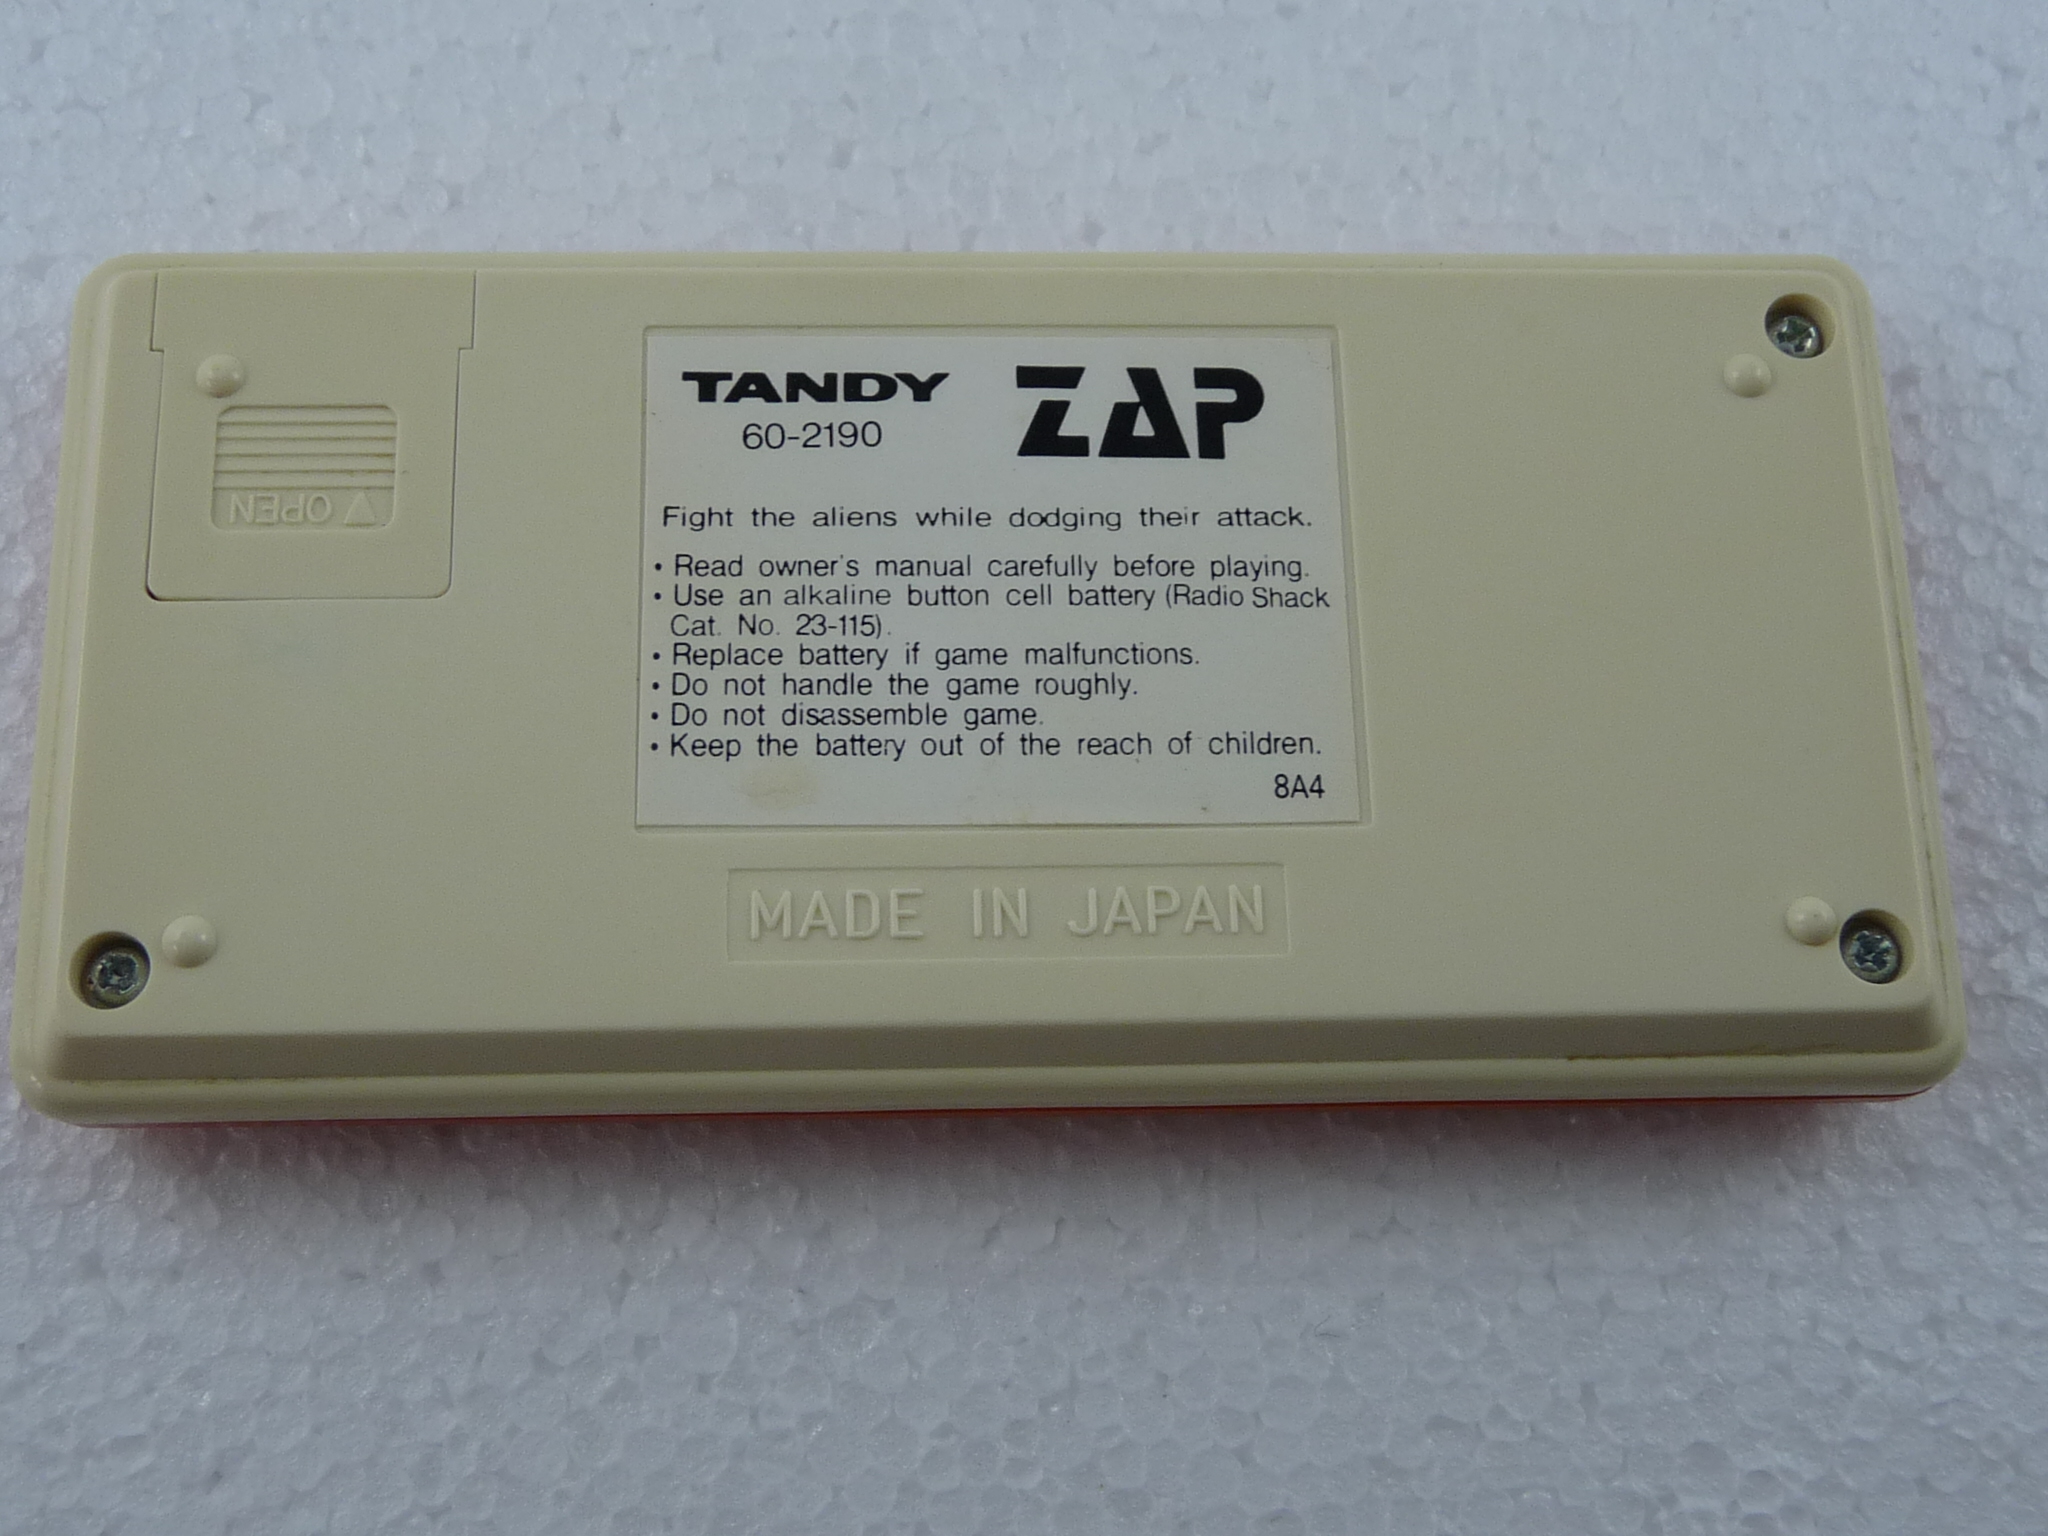 TANDY ZAP
60-2190
Fight the aliens while dodging their attack.
• Read owner's manual carefully before playing.
• Use an alkaline button cell battery (Radio Shack
Cat. No. 23-115).
• Replace battery if game malfunctions.
• Do not handle the game roughly.
• Do not disassemble game.
• Keep the battery out of the reach of children.
8A4
MADE IN JAPAN
OPEN